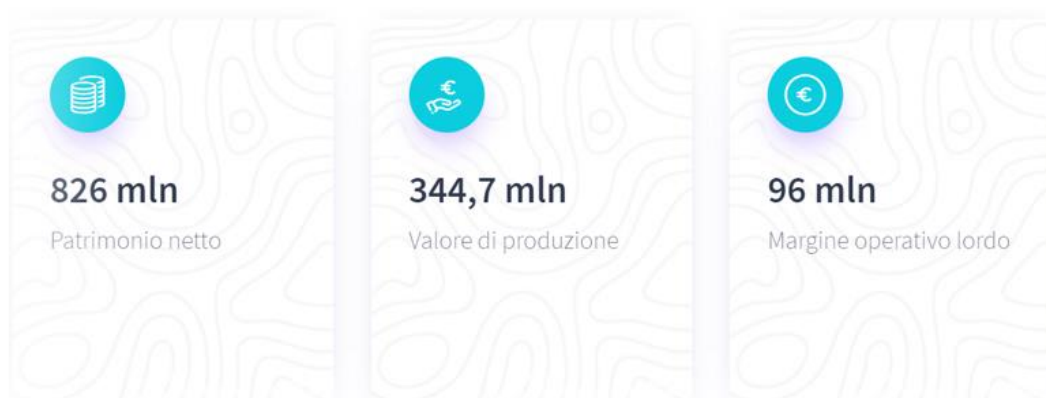 826 mln
Patrimonio netto
344,7 mln
Valore di produzione
96 mln
Margine operativo lordo